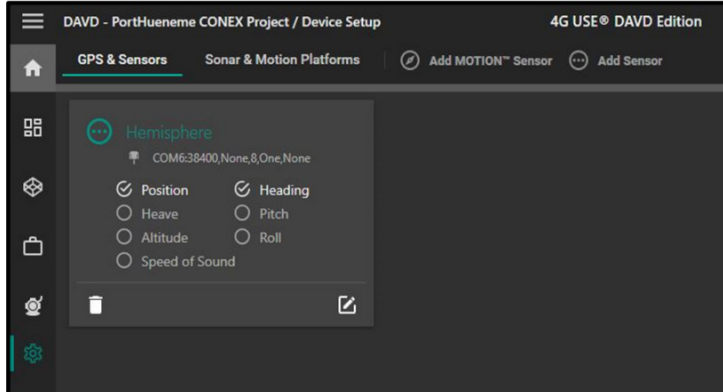 DAVD - PortHueneme CONEX Project / Device Setup
4G USE® DAVD Edition
GPS & Sensors
Sonar & Motion Platforms
Add MOTION™ Sensor
Add Sensor
Hemisphere
COM6:38400,None,8,One,None
Position
Heading
Heave
Pitch
Altitude
Roll
Speed of Sound